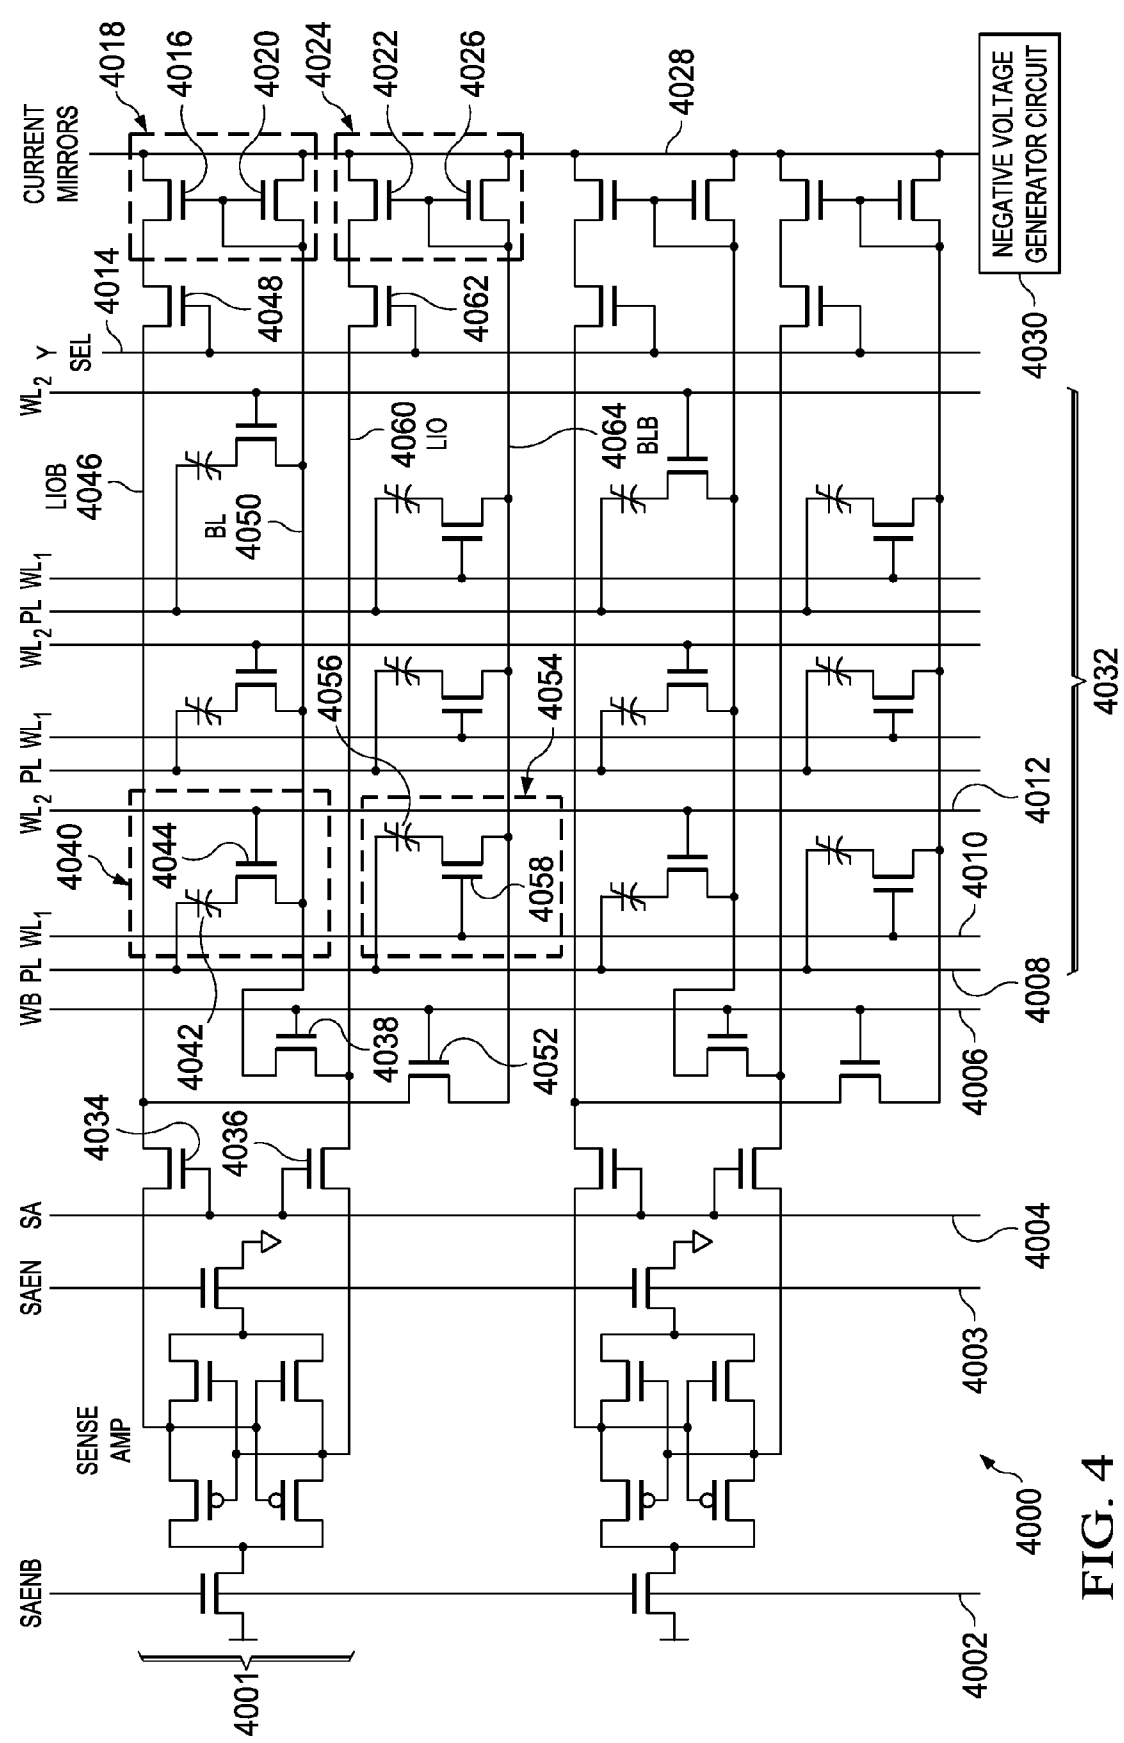 CURRENT
MIRRORS
4018
4016
4020
4024
4022
4026
4028
NEGATIVE VOLTAGE
GENERATOR CIRCUIT
4030
4014
Y
SEL
4048
4062
WL2
LIOB
4046
BL
4050
4060
LIO
4064
BLB
WL1
PL
WL2
4056
4054
4032
WL1
PL
WL2
4040
4044
4042
4058
4012
4010
WL1
PL
4008
WB
4006
4038
4052
4034
4036
SA
4004
SAEN
4003
SENSE
AMP
SAENB
4002
4001
4000
FIG. 4